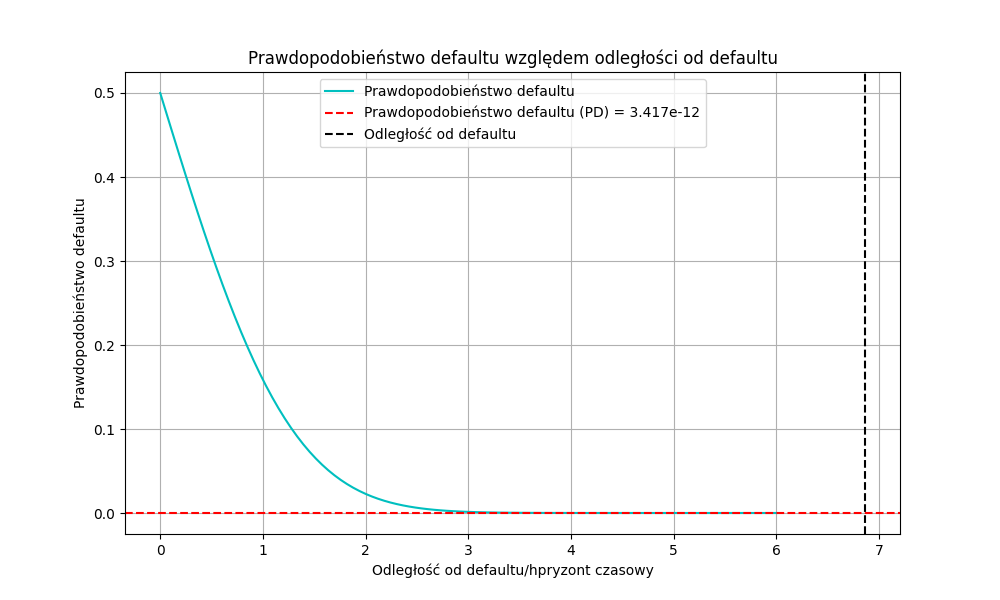 Prawdopodobieństwo defaultu względem odległości od defaultu
Prawdopodobieństwo defaultu
Prawdopodobieństwo defaultu (PD) = 3.417e-12
Odległość od defaultu
Prawdopodobieństwo defaultu
0.5
0.4
0.3
0.2
0.1
0.0
0 1 2 3 4 5 6 7
Odległość od defaultu/hpryzont czasowy